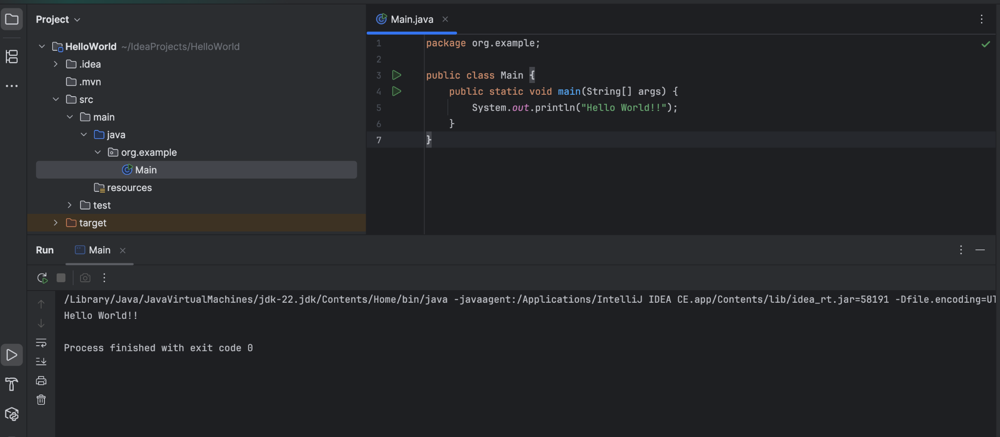 Project
HelloWorld ~/IdeaProjects/HelloWorld
.idea
.mvn
src
main
java
org.example
Main
resources
test
target
Main.java
1 package org.example;
2
3 public class Main {
4 public static void main(String[] args) {
5 System.out.println("Hello World!!");
6 }
7 }
Run Main
/Library/Java/JavaVirtualMachines/jdk-22.jdk/Contents/Home/bin/java -javaagent:/Applications/IntelliJ IDEA CE.app/Contents/lib/idea_rt.jar=58191 -Dfile.encoding=UT
Hello World!!
Process finished with exit code 0